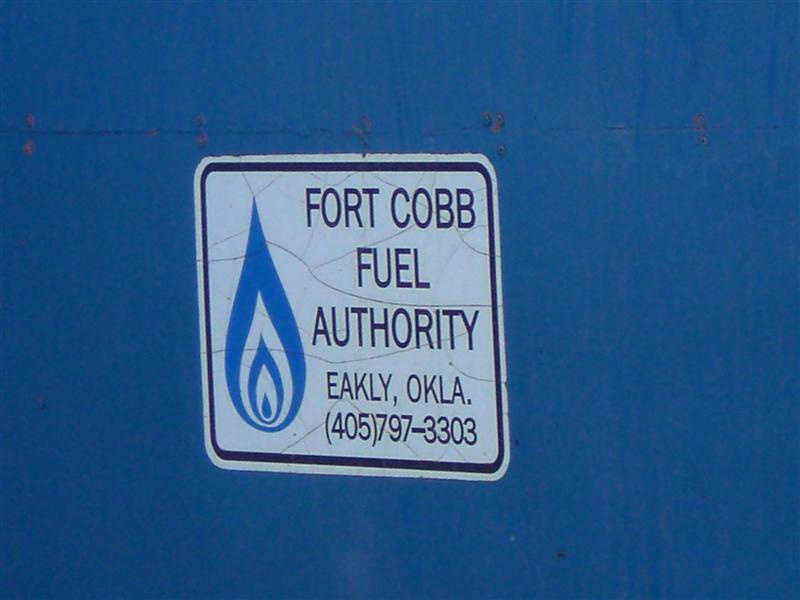 FORT COBB
FUEL
AUTHORITY
EAKLY, OKLA.
(405)797-3303